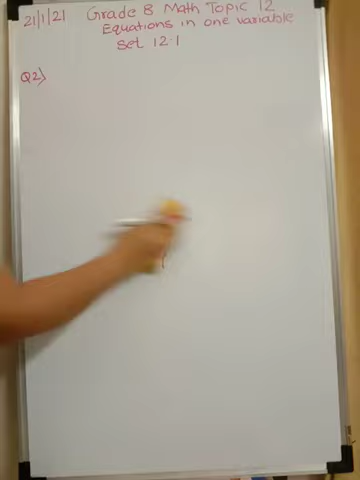 21/1/21 Grade 8 Math Topic 12
Equations in one variable
Set 12.1
Q2)